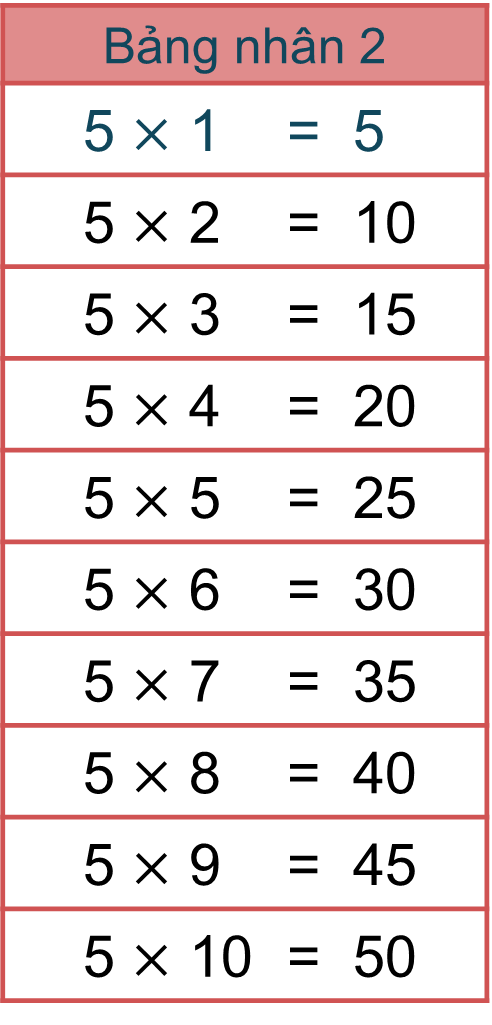 Bảng nhân 2
5 × 1 = 5
5 × 2 = 10
5 × 3 = 15
5 × 4 = 20
5 × 5 = 25
5 × 6 = 30
5 × 7 = 35
5 × 8 = 40
5 × 9 = 45
5 × 10 = 50